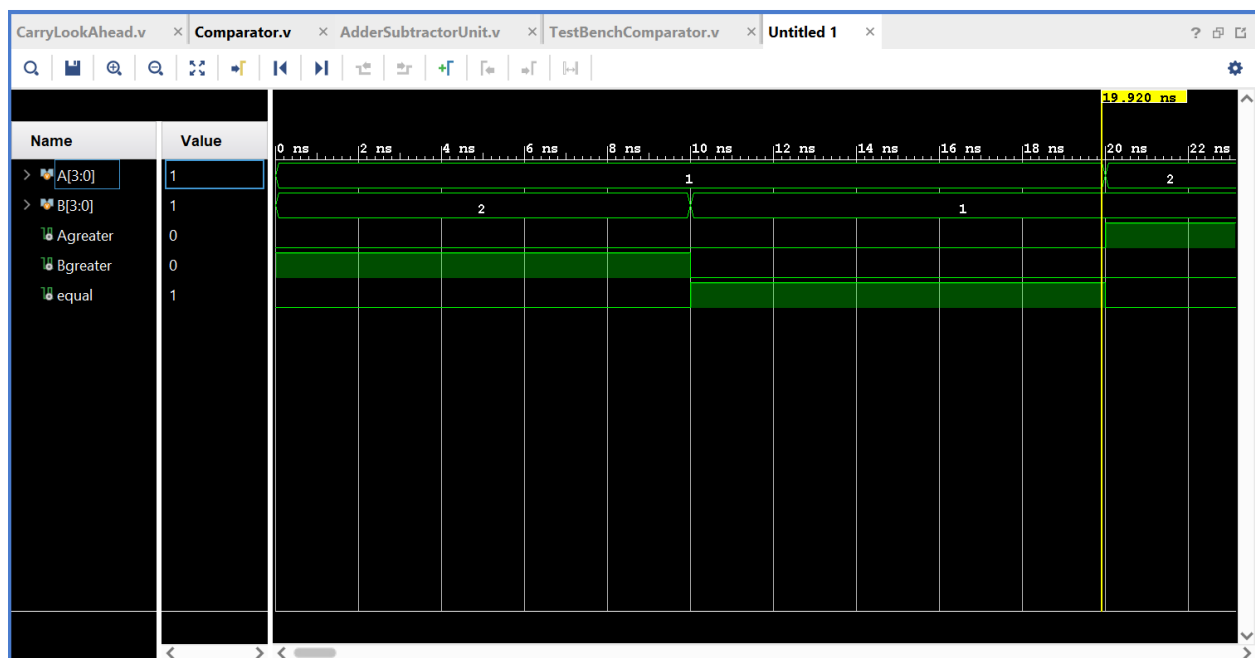 CarryLookAhead.v × Comparator.v × AdderSubtractorUnit.v × TestBenchComparator.v × Untitled 1 × ?
19.920 ns
Name Value 0 ns 2 ns 4 ns 6 ns 8 ns 10 ns 12 ns 14 ns 16 ns 18 ns 20 ns 22 ns
A[3:0] 1 1 2
B[3:0] 1 2 1
Agreater 0
Bgreater 0
equal 1